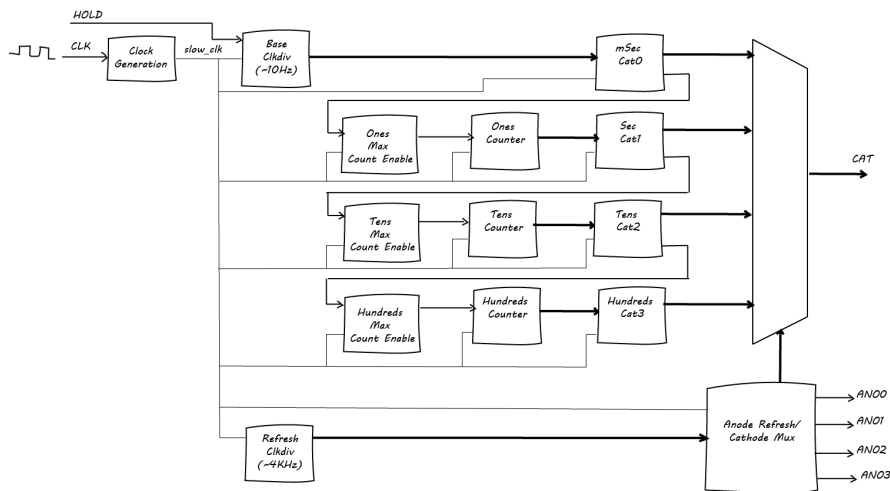 HOLD
CLK
Clock
Generation
slow_clk
Base
Clkdiv
(~10Hz)
mSec
Cat0
Ones
Max
Count Enable
Ones
Counter
Sec
Cat1
CAT
Tens
Max
Count Enable
Tens
Counter
Tens
Cat2
Hundreds
Max
Count Enable
Hundreds
Counter
Hundreds
Cat3
Refresh
Clkdiv
(~4KHz)
Anode Refresh/
Cathode Mux
AN00
AN01
AN02
AN03